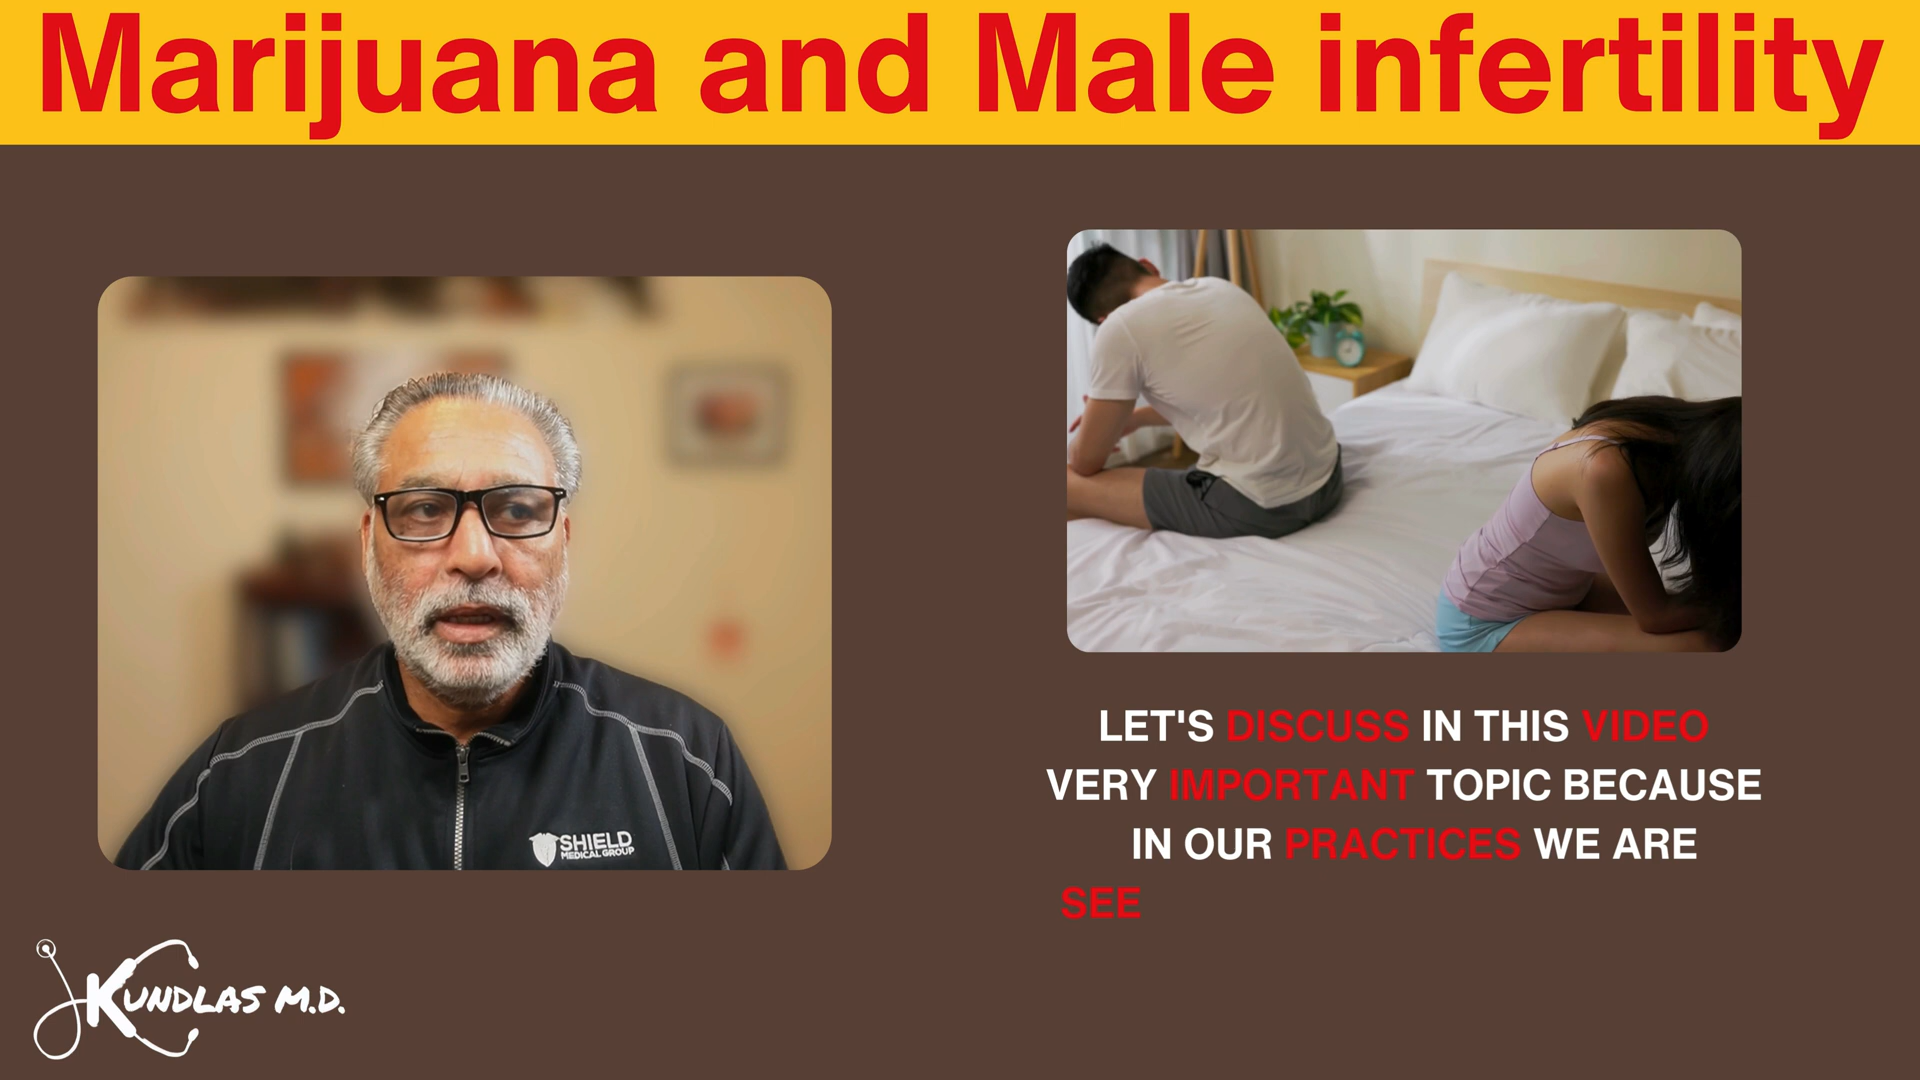 Marijuana and Male infertility
SHIELD
MEDICAL GROUP
LET'S DISCUSS IN THIS VIDEO
VERY IMPORTANT TOPIC BECAUSE
IN OUR PRACTICES WE ARE
SEE
KUNDLAS M.D.